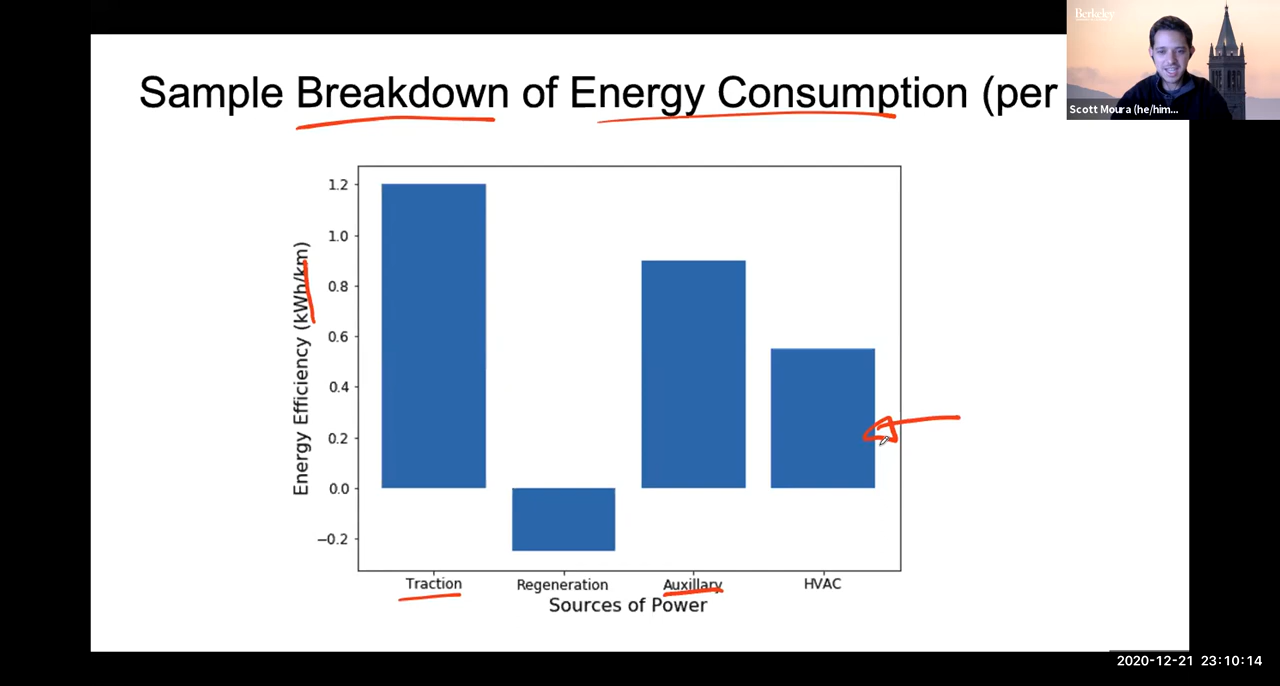 Berkeley
Sample Breakdown of Energy Consumption (per
Scott Moura (he/him...
Energy Efficiency (kWh/km)
1.2
1.0
0.8
0.6
0.4
0.2
0.0
−0.2
Traction Regeneration Auxillary HVAC
Sources of Power
2020-12-21 23:10:14